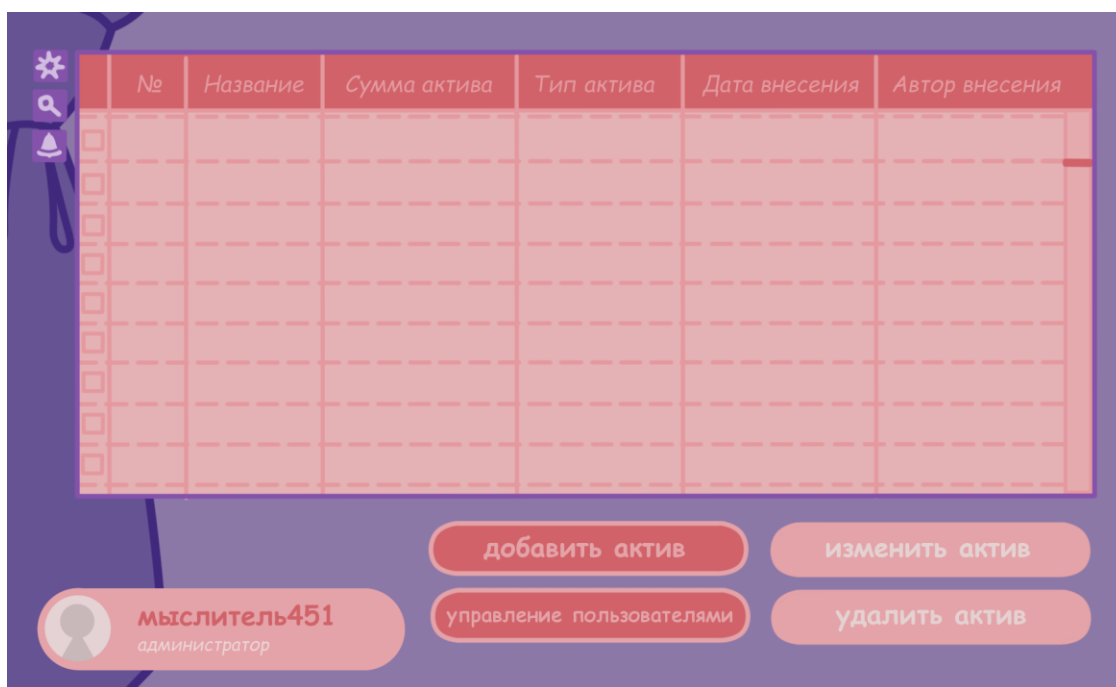 № Название Сумма актива Тип актива Дата внесения Автор внесения
добавить актив изменить актив
мыслитель451
администратор
управление пользователями удалить актив